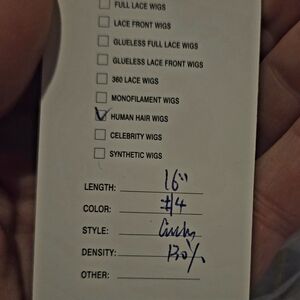 FULL LACE WIGS
LACE FRONT WIGS
GLUELESS FULL LACE WIGS
GLUELESS LACE FRONT WIGS
360 LACE WIGS
MONOFILAMENT WIGS
HUMAN HAIR WIGS
CELEBRITY WIGS
SYNTHETIC WIGS
LENGTH: 16"
COLOR: #4
STYLE: Curly
DENSITY: 130%
OTHER: